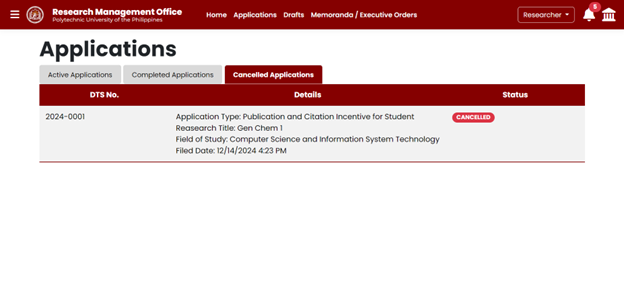 Research Management Office
Polytechnic University of the Philippines
Home Applications Drafts Memoranda / Executive Orders
Researcher
5
Applications
Active Applications Completed Applications Cancelled Applications
DTS No. Details Status
2024-0001 Application Type: Publication and Citation Incentive for Student CANCELLED
Reasearch Title: Gen Chem 1
Field of Study: Computer Science and Information System Technology
Filed Date: 12/14/2024 4:23 PM